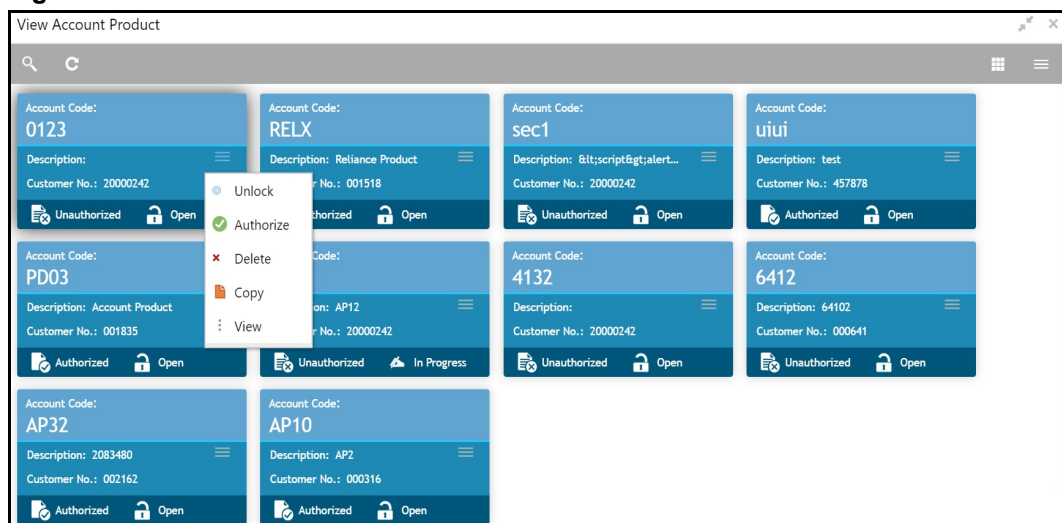 View Account Product
Account Code:
0123
Description:
Customer No.: 20000242
Unauthorized Open
Account Code:
RELX
Description: Reliance Product
No.: 001518
Open
Account Code:
sec1
Description: &lt;script&gt;alert...
Customer No.: 20000242
Unauthorized Open
Account Code:
uiui
Description: test
Customer No.: 457878
Authorized Open
Unlock
Authorize
Delete
Copy
View
Account Code:
PD03
Description: Account Product
Customer No.: 001835
Authorized Open
Code:
AP12
No.: 20000242
Unauthorized In Progress
Account Code:
4132
Description:
Customer No.: 20000242
Unauthorized Open
Account Code:
6412
Description: 64102
Customer No.: 000641
Unauthorized Open
Account Code:
AP32
Description: 2083480
Customer No.: 002162
Authorized Open
Account Code:
AP10
Description: AP2
Customer No.: 000316
Authorized Open